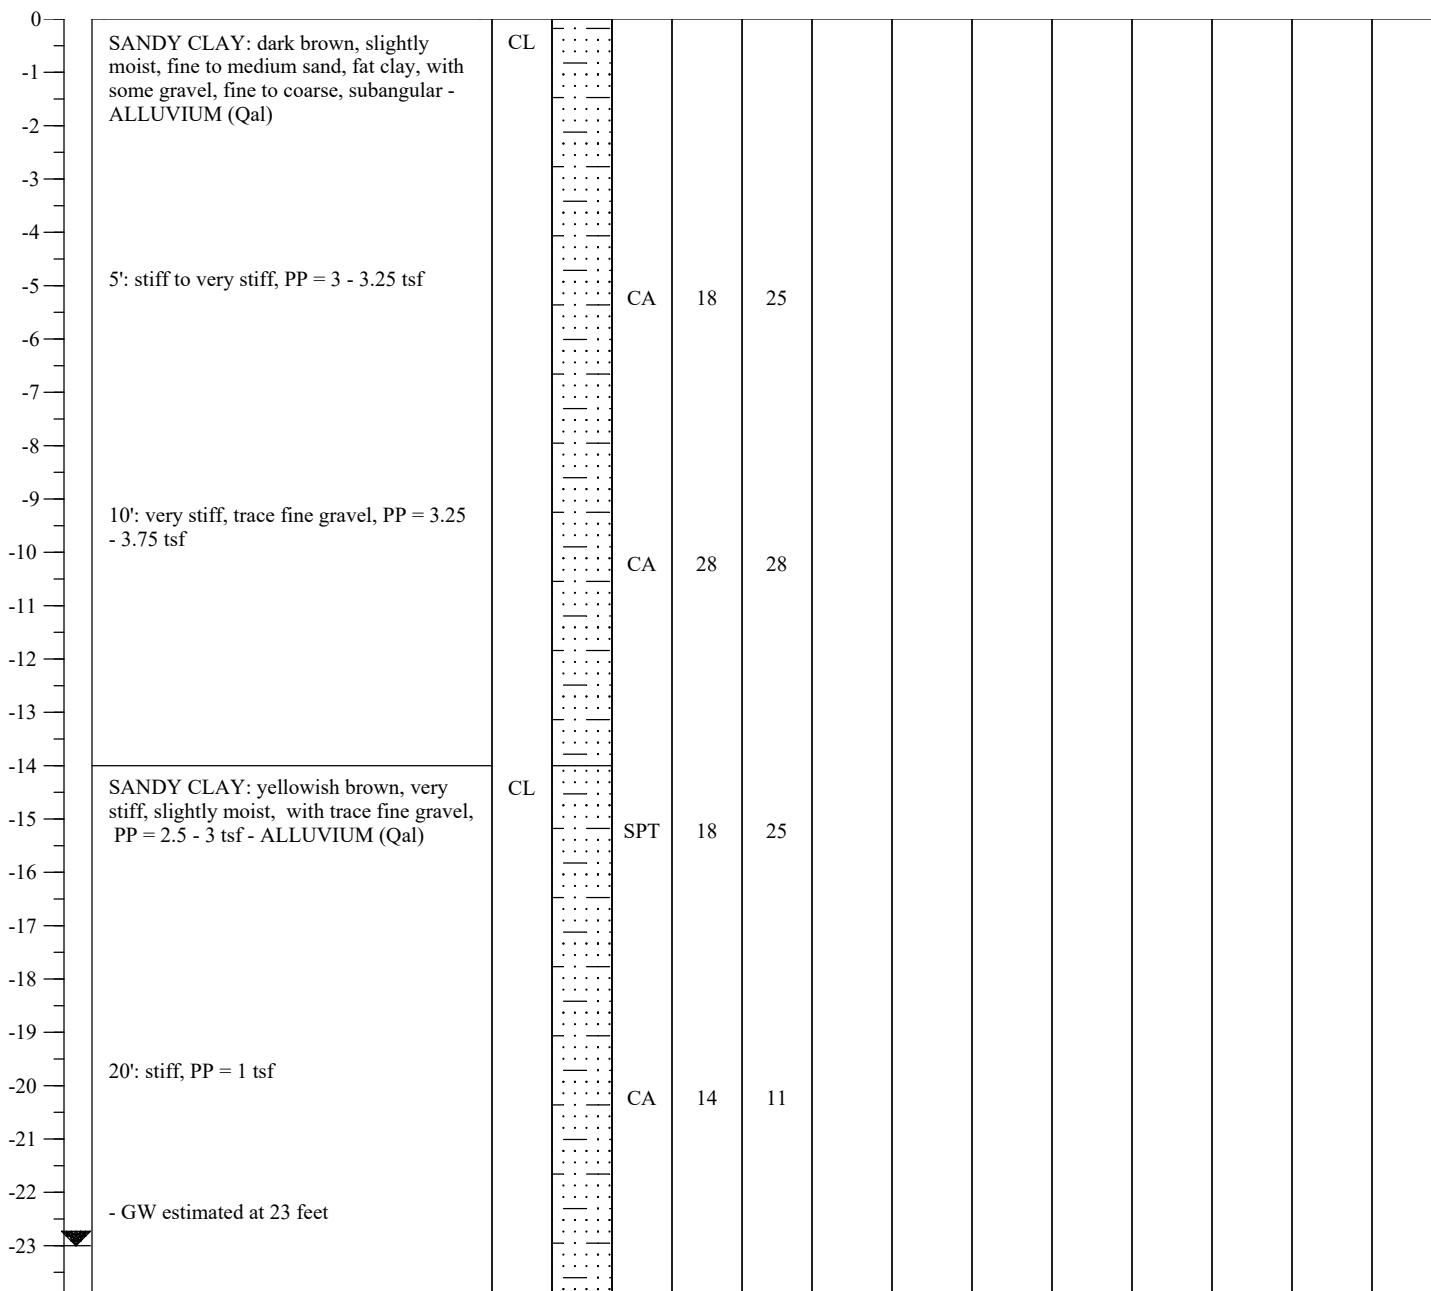 0
SANDY CLAY: dark brown, slightly CL
moist, fine to medium sand, fat clay, with
-1
some gravel, fine to coarse, subangular -
ALLUVIUM (Qal)
-2
-3
-4
5': stiff to very stiff, PP = 3 - 3.25 tsf
-5
CA 18 25
-6
-7
-8
-9
10': very stiff, trace fine gravel, PP = 3.25
- 3.75 tsf
-10
CA 28 28
-11
-12
-13
-14
SANDY CLAY: yellowish brown, very CL
stiff, slightly moist, with trace fine gravel,
-15
PP = 2.5 - 3 tsf - ALLUVIUM (Qal) SPT 18 25
-16
-17
-18
-19
20': stiff, PP = 1 tsf
-20
CA 14 11
-21
-22
- GW estimated at 23 feet
-23